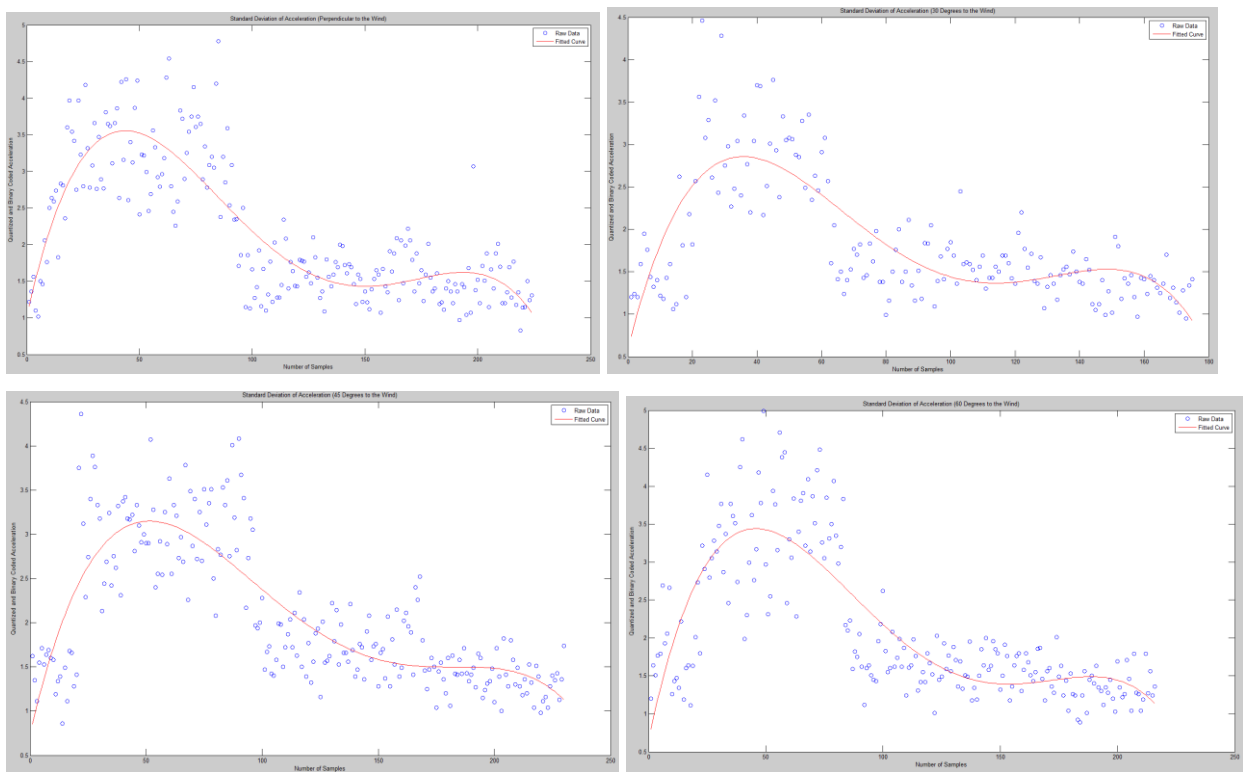 Standard Deviation of Acceleration (Perpendicular to the Wind)
Raw Data
Fitted Curve
Quantized and Binary Coded Acceleration
5
4.5
4
3.5
3
2.5
2
1.5
1
0.5
0 50 100 150 200 250
Number of Samples
Standard Deviation of Acceleration (30 Degrees to the Wind)
Raw Data
Fitted Curve
Quantized and Binary Coded Acceleration
4.5
4
3.5
3
2.5
2
1.5
1
0.5
0 20 40 60 80 100 120 140 160 180
Number of Samples
Standard Deviation of Acceleration (45 Degrees to the Wind)
Raw Data
Fitted Curve
Quantized and Binary Coded Acceleration
4.5
4
3.5
3
2.5
2
1.5
1
0.5
0 50 100 150 200 250
Number of Samples
Standard Deviation of Acceleration (60 Degrees to the Wind)
Raw Data
Fitted Curve
Quantized and Binary Coded Acceleration
5
4.5
4
3.5
3
2.5
2
1.5
1
0.5
0 50 100 150 200 250
Number of Samples